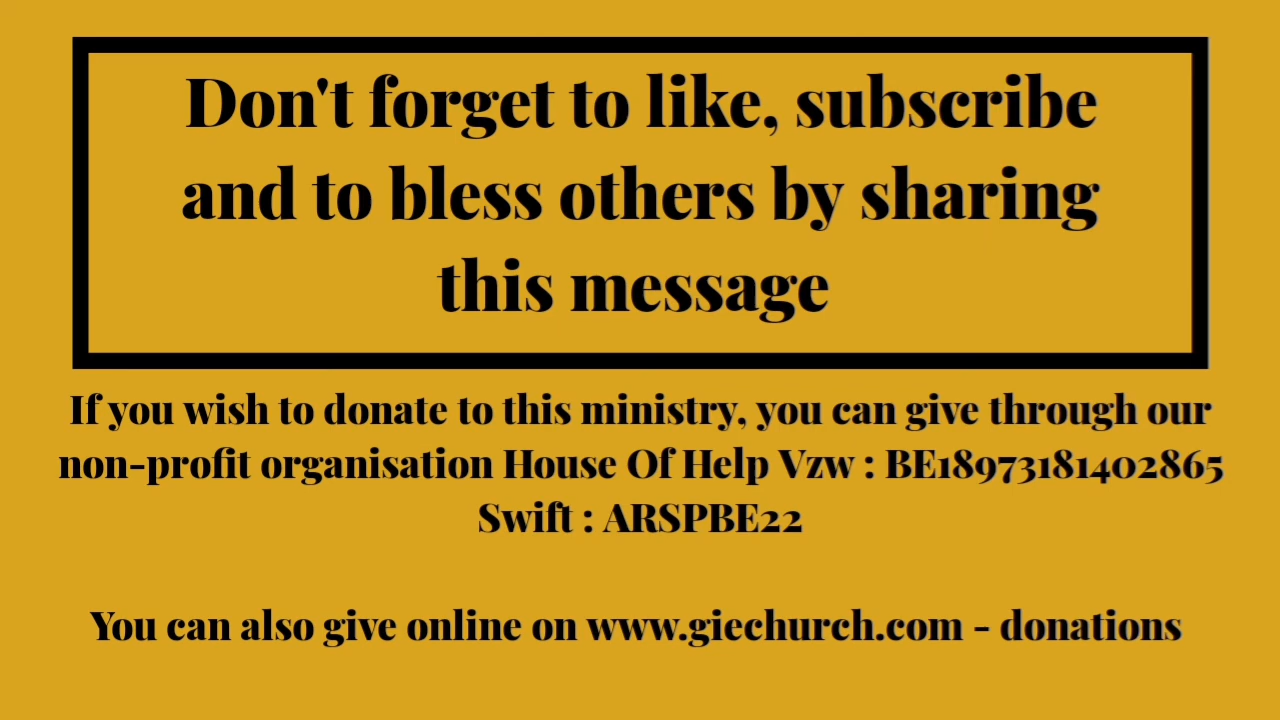 Don't forget to like, subscribe
and to bless others by sharing
this message
If you wish to donate to this ministry, you can give through our
non-profit organisation House Of Help Vzw : BE18973181402865
Swift : ARSPBE22
You can also give online on www.giechurch.com - donations